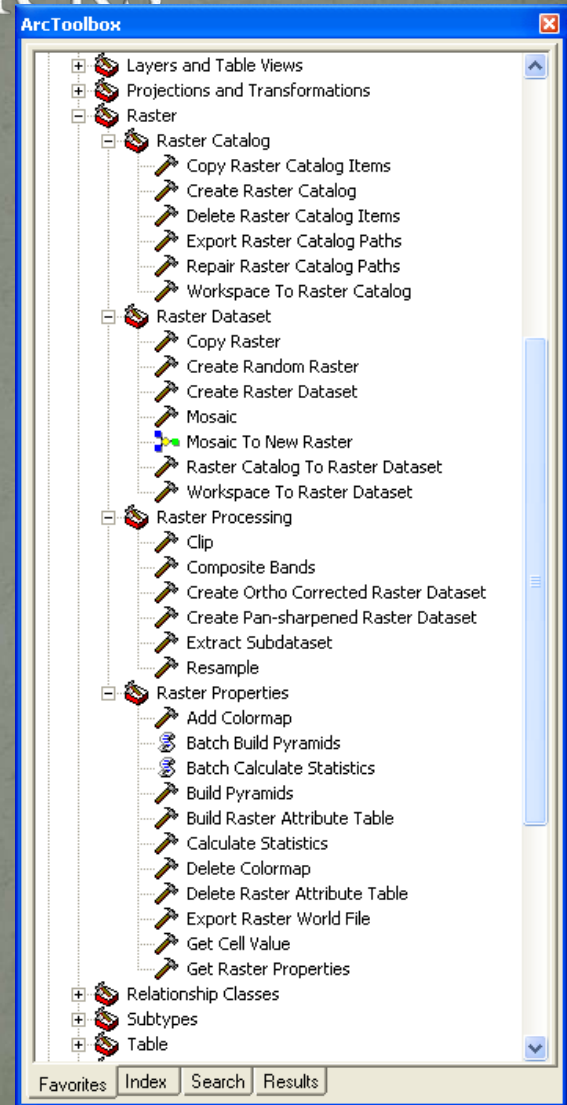 ArcToolbox
Layers and Table Views
Projections and Transformations
Raster
Raster Catalog
Copy Raster Catalog Items
Create Raster Catalog
Delete Raster Catalog Items
Export Raster Catalog Paths
Repair Raster Catalog Paths
Workspace To Raster Catalog
Raster Dataset
Copy Raster
Create Random Raster
Create Raster Dataset
Mosaic
Mosaic To New Raster
Raster Catalog To Raster Dataset
Workspace To Raster Dataset
Raster Processing
Clip
Composite Bands
Create Ortho Corrected Raster Dataset
Create Pan-sharpened Raster Dataset
Extract Subdataset
Resample
Raster Properties
Add Colormap
Batch Build Pyramids
Batch Calculate Statistics
Build Pyramids
Build Raster Attribute Table
Calculate Statistics
Delete Colormap
Delete Raster Attribute Table
Export Raster World File
Get Cell Value
Get Raster Properties
Relationship Classes
Subtypes
Table
Favorites Index Search Results